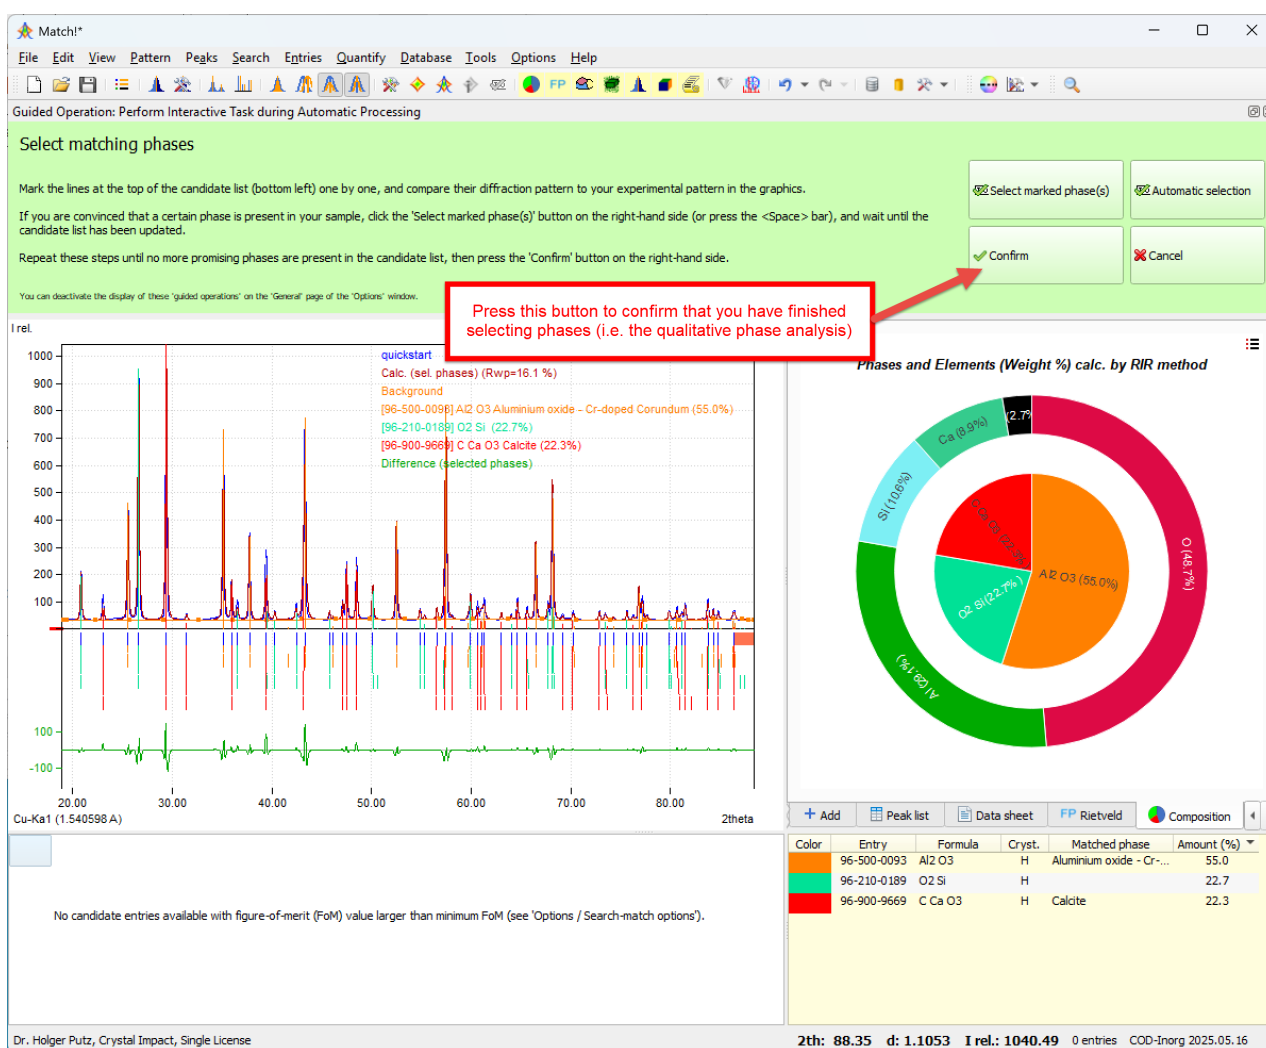 Match!*
File Edit View Pattern Peaks Search Entries Quantify Database Tools Options Help
FP
Guided Operation: Perform Interactive Task during Automatic Processing
Select matching phases
Mark the lines at the top of the candidate list (bottom left) one by one, and compare their diffraction pattern to your experimental pattern in the graphics.
If you are convinced that a certain phase is present in your sample, click the 'Select marked phase(s)' button on the right-hand side (or press the <Space> bar), and wait until the
candidate list has been updated.
Repeat these steps until no more promising phases are present in the candidate list, then press the 'Confirm' button on the right-hand side.
You can deactivate the display of these 'guided operations' on the 'General' page of the 'Options' window.
Select marked phase(s) Automatic selection
Confirm Cancel
Press this button to confirm that you have finished
selecting phases (i.e. the qualitative phase analysis)
I rel.
1000
900
800
700
600
500
400
300
200
100
100
-100
quickstart
Calc. (sel. phases) (Rwp=16.1 %)
Background
[96-500-0093] Al2 O3 Aluminium oxide - Cr-doped Corundum (55.0%)
[96-210-0189] O2 Si (22.7%)
[96-900-9669] C Ca O3 Calcite (22.3%)
Difference (selected phases)
20.00 30.00 40.00 50.00 60.00 70.00 80.00
Cu-Ka1 (1.540598 A) 2theta
Phases and Elements (Weight %) calc. by RIR method
(2.7%
Ca (8.9%)
Si (10.6%)
O (48.7%)
Al (29.1%)
C Ca O3 (22.3%)
Al2 O3 (55.0%)
O2 Si (22.7%)
Add Peak list Data sheet FP Rietveld Composition
Color Entry Formula Cryst. Matched phase Amount (%)
96-500-0093 Al2 O3 H Aluminium oxide - Cr-... 55.0
96-210-0189 O2 Si H 22.7
96-900-9669 C Ca O3 H Calcite 22.3
No candidate entries available with figure-of-merit (FoM) value larger than minimum FoM (see 'Options / Search-match options').
Dr. Holger Putz, Crystal Impact, Single License
2th: 88.35 d: 1.1053 I rel.: 1040.49 0 entries COD-Inorg 2025.05.16